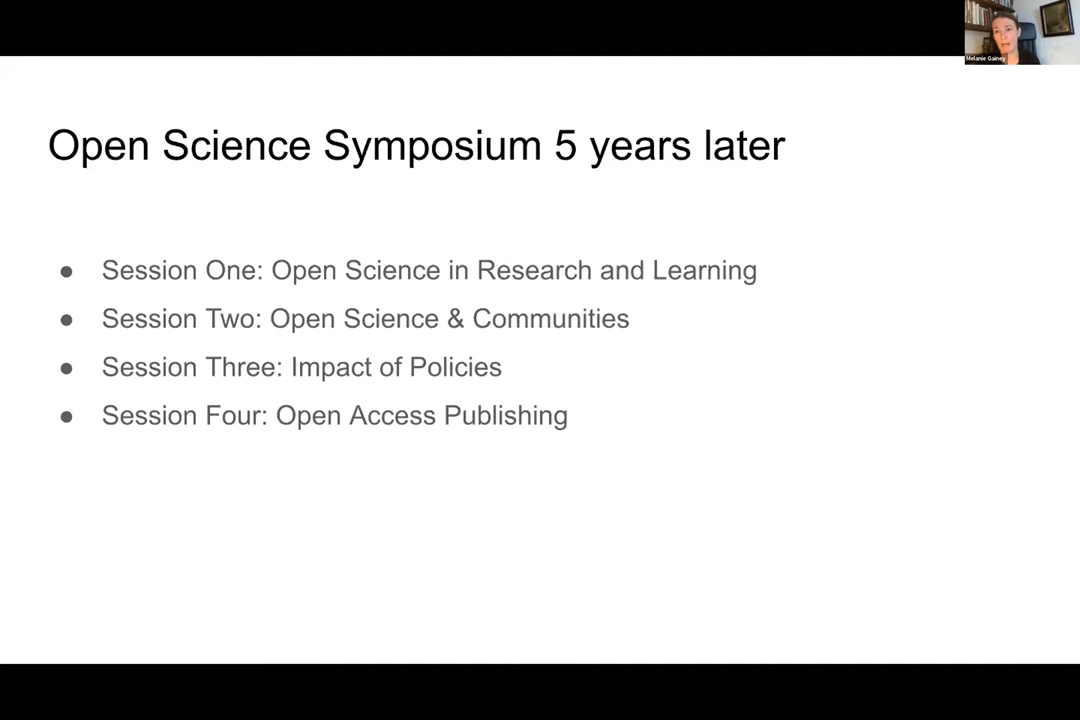 Melanie Gainey
Open Science Symposium 5 years later
● Session One: Open Science in Research and Learning
● Session Two: Open Science & Communities
● Session Three: Impact of Policies
● Session Four: Open Access Publishing